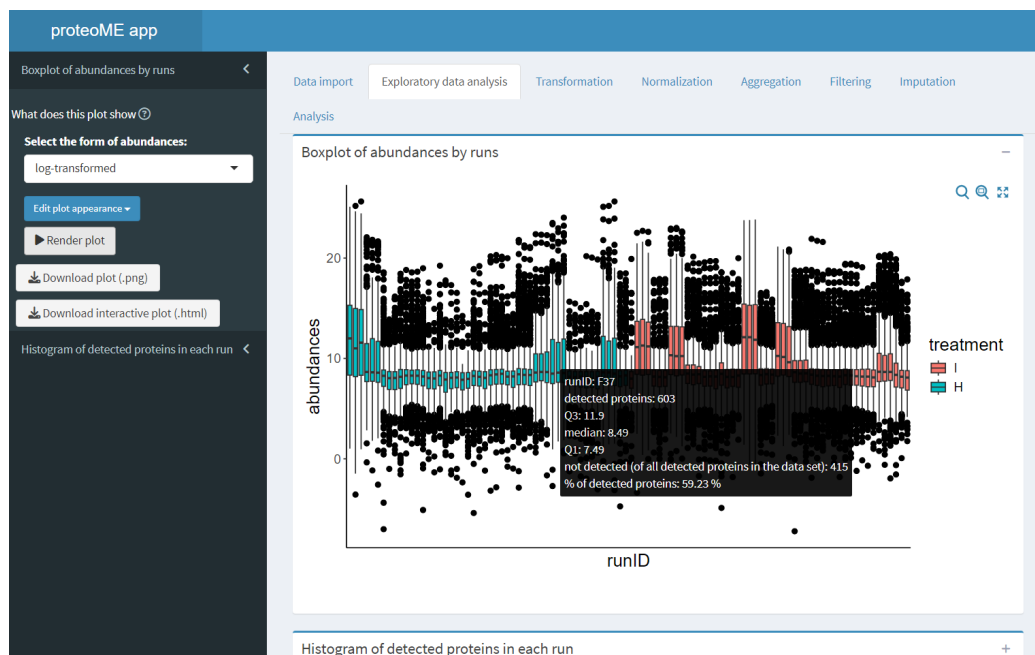 proteoME app
Boxplot of abundances by runs
What does this plot show ?
Select the form of abundances:
log-transformed
Edit plot appearance
Render plot
Download plot (.png)
Download interactive plot (.html)
Histogram of detected proteins in each run
Data import Exploratory data analysis Transformation Normalization Aggregation Filtering Imputation
Analysis
Boxplot of abundances by runs
abundances
20
10
0
runID: F37
detected proteins: 603
Q3: 11.9
median: 8.49
Q1: 7.49
not detected (of all detected proteins in the data set): 415
% of detected proteins: 59.23 %
runID
treatment
I
H
Histogram of detected proteins in each run